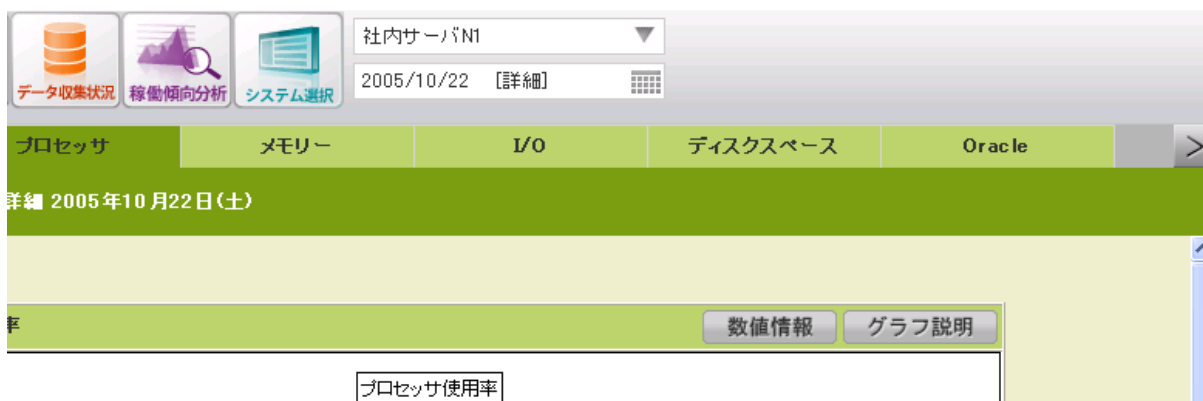 社内サーバN1
2005/10/22 [詳細]
データ収集状況 稼働傾向分析 システム選択
プロセッサ メモリー I/O ディスクスペース Oracle >
詳細 2005年10月22日(土)
率 数値情報 グラフ説明
プロセッサ使用率